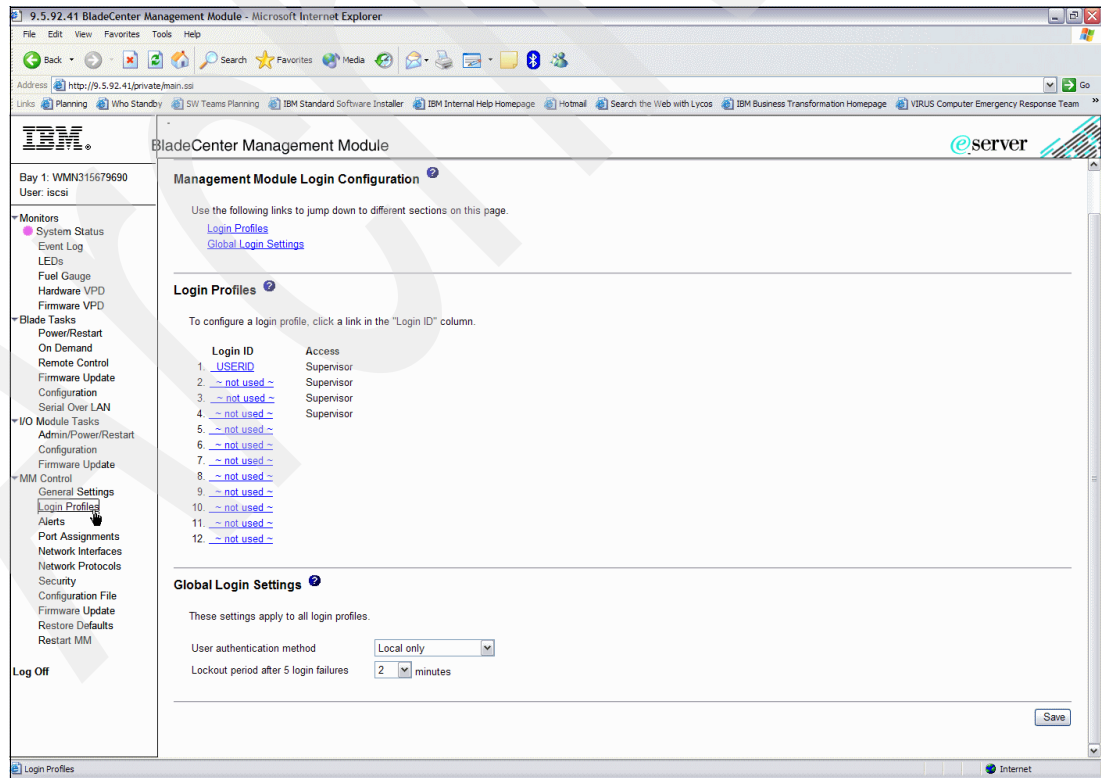 9.5.92.41 BladeCenter Management Module - Microsoft Internet Explorer
File Edit View Favorites Tools Help
Back Search Favorites Media
Address http://9.5.92.41/private/main.ssi Go
Links Planning Who Standby SW Teams Planning IBM Standard Software Installer IBM Internal Help Homepage Hotmail Search the Web with Lycos IBM Business Transformation Homepage VIRUS Computer Emergency Response Team »
IBM.
BladeCenter Management Module
@server
Bay 1: WMN315679690
User: iscsi
Monitors
System Status
Event Log
LEDs
Fuel Gauge
Hardware VPD
Firmware VPD
Blade Tasks
Power/Restart
On Demand
Remote Control
Firmware Update
Configuration
Serial Over LAN
I/O Module Tasks
Admin/Power/Restart
Configuration
Firmware Update
MM Control
General Settings
Login Profiles
Alerts
Port Assignments
Network Interfaces
Network Protocols
Security
Configuration File
Firmware Update
Restore Defaults
Restart MM
Log Off
Management Module Login Configuration ?
Use the following links to jump down to different sections on this page.
Login Profiles
Global Login Settings
Login Profiles ?
To configure a login profile, click a link in the "Login ID" column.
Login ID Access
1. USERID Supervisor
2. ~ not used ~ Supervisor
3. ~ not used ~ Supervisor
4. ~ not used ~ Supervisor
5. ~ not used ~
6. ~ not used ~
7. ~ not used ~
8. ~ not used ~
9. ~ not used ~
10. ~ not used ~
11. ~ not used ~
12. ~ not used ~
Global Login Settings ?
These settings apply to all login profiles.
User authentication method Local only
Lockout period after 5 login failures 2 minutes
Save
Login Profiles Internet